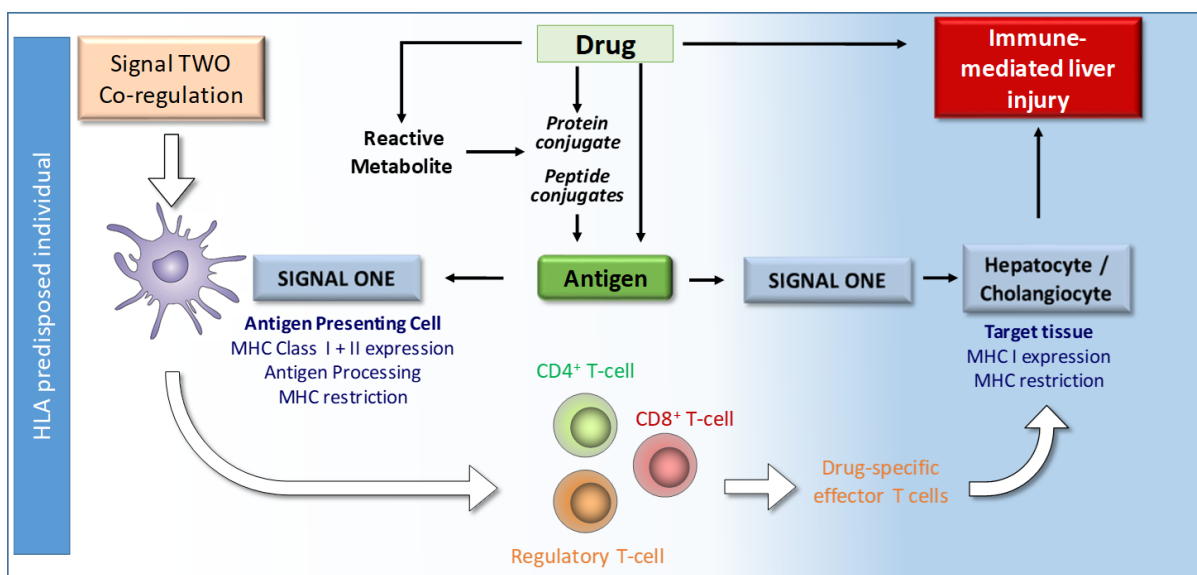 HLA predisposed individual
Signal TWO
Co-regulation
Drug
Immune-
mediated liver
injury
Reactive
Metabolite
Protein
conjugate
Peptide
conjugates
SIGNAL ONE
Antigen
SIGNAL ONE
Hepatocyte /
Cholangiocyte
Antigen Presenting Cell
MHC Class I + II expression
Antigen Processing
MHC restriction
Target tissue
MHC I expression
MHC restriction
CD4⁺ T-cell
CD8⁺ T-cell
Regulatory T-cell
Drug-specific
effector T cells